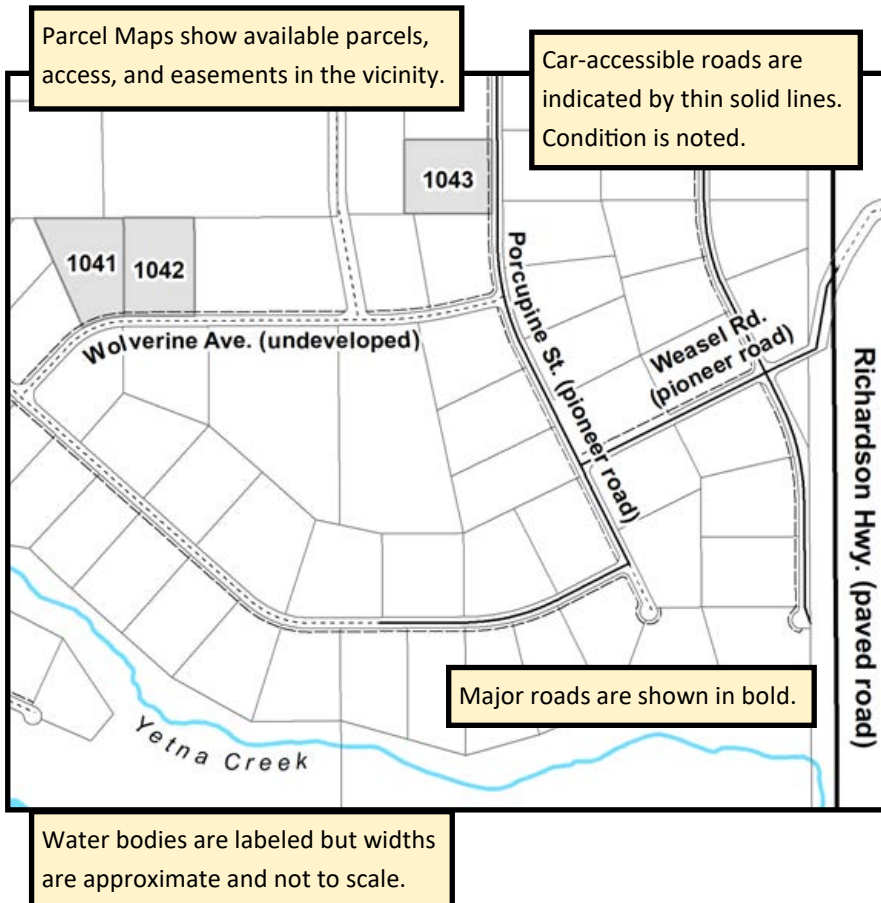 Parcel Maps show available parcels,
access, and easements in the vicinity.
Car-accessible roads are
indicated by thin solid lines.
Condition is noted.
1043
1041
1042
Wolverine Ave. (undeveloped)
Porcupine St. (pioneer road)
Weasel Rd.
(pioneer road)
Richardson Hwy. (paved road)
Major roads are shown in bold.
Yetna Creek
Water bodies are labeled but widths
are approximate and not to scale.